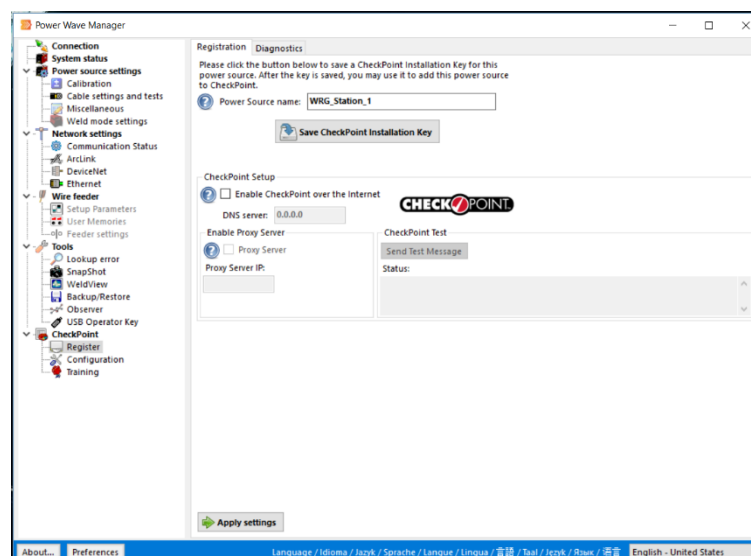 Power Wave Manager
Connection
System status
Power source settings
Calibration
Cable settings and tests
Miscellaneous
Weld mode settings
Network settings
Communication Status
ArcLink
DeviceNet
Ethernet
Wire feeder
Setup Parameters
User Memories
Feeder settings
Tools
Lookup error
SnapShot
WeldView
Backup/Restore
Observer
USB Operator Key
CheckPoint
Register
Configuration
Training
Registration
Diagnostics
Please click the button below to save a CheckPoint Installation Key for this
power source. After the key is saved, you may use it to add this power source
to CheckPoint.
Power Source name: WRG_Station_1
Save CheckPoint Installation Key
CheckPoint Setup
Enable CheckPoint over the Internet
CHECKPOINT.
DNS server: 0.0.0.0
Enable Proxy Server
Proxy Server
Proxy Server IP:
CheckPoint Test
Send Test Message
Status:
Apply settings
About...
Preferences
Language / Idioma / Jazyk / Sprache / Langue / Lingua / 言語 / Taal / Język / Язык / 语言
English - United States